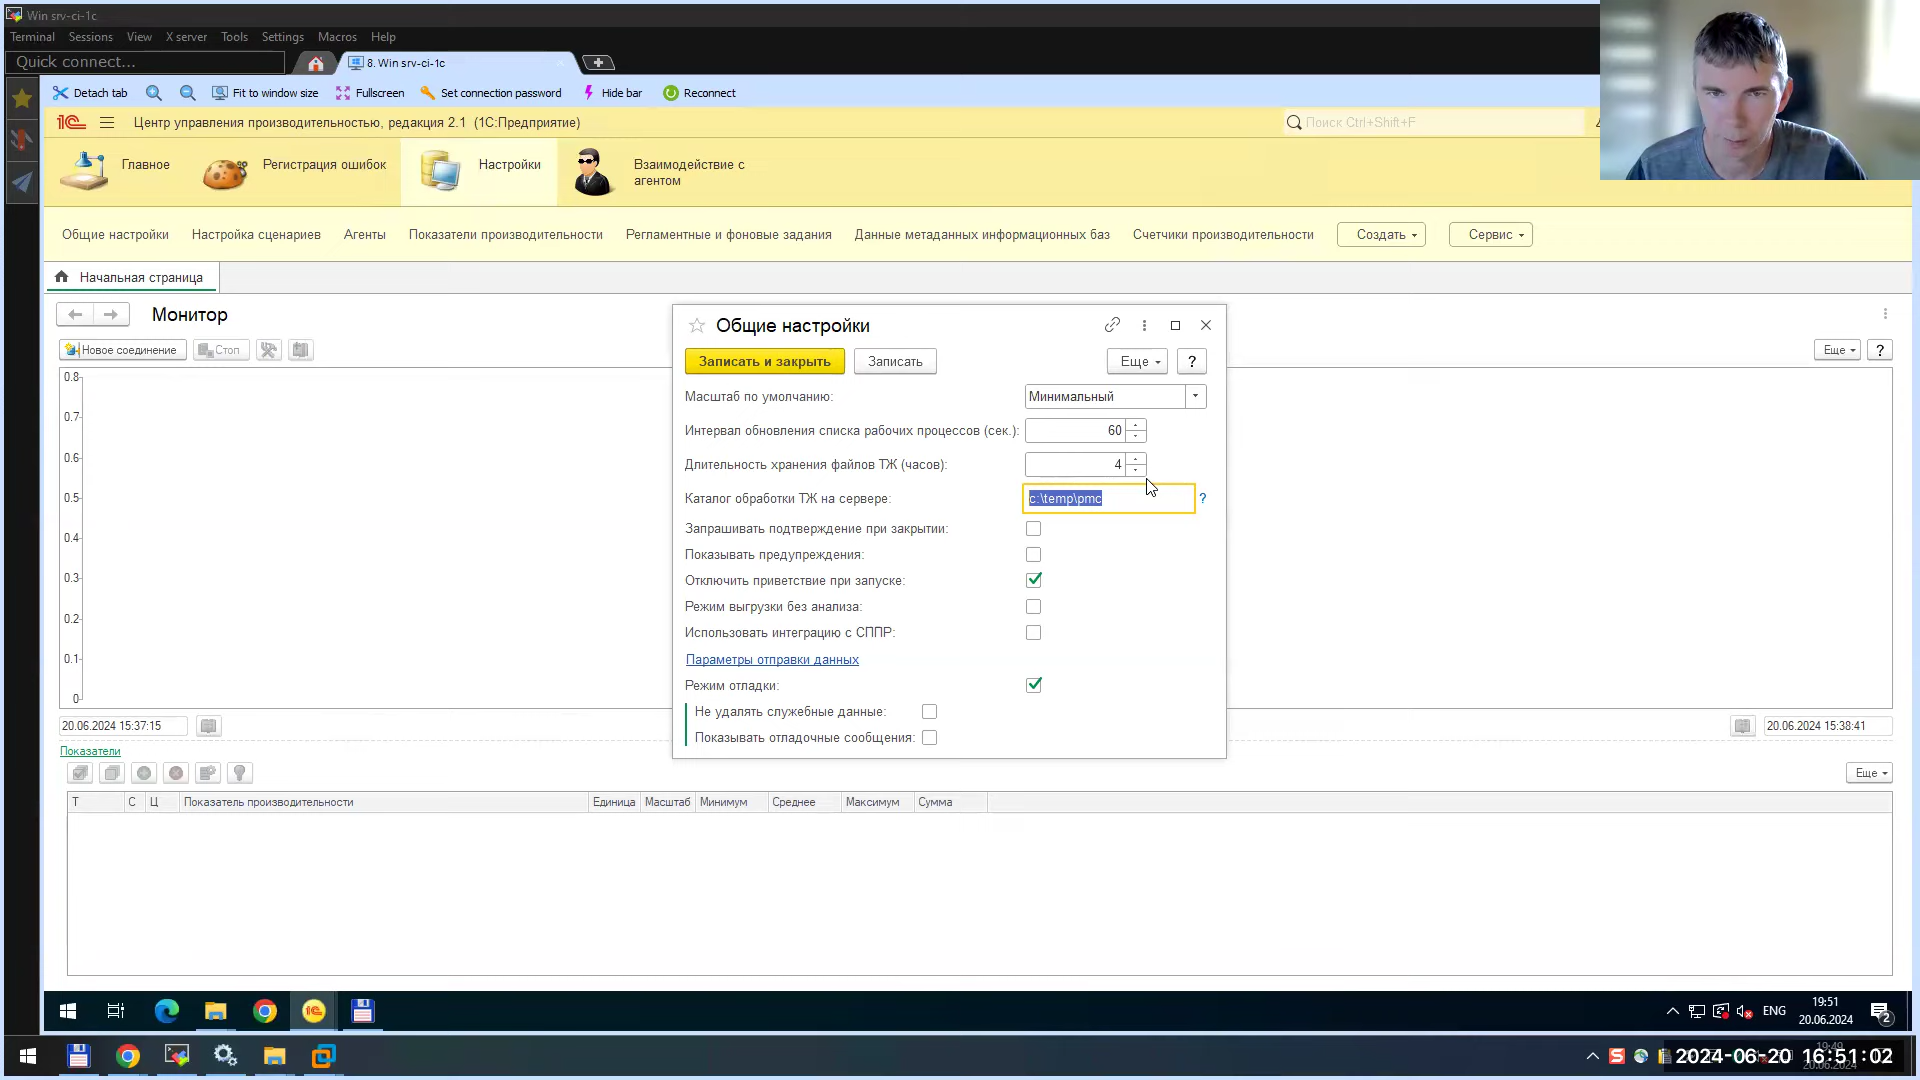 Win srv-ci-1c
Terminal Sessions View X server Tools Settings Macros Help
Quick connect...
8. Win srv-ci-1c
Detach tab Fit to window size Fullscreen Set connection password Hide bar Reconnect
1С Центр управления производительностью, редакция 2.1 (1С:Предприятие)
Поиск Ctrl+Shift+F
Главное
Регистрация ошибок
Настройки
Взаимодействие с
агентом
Общие настройки Настройка сценариев Агенты Показатели производительности Регламентные и фоновые задания Данные метаданных информационных баз Счетчики производительности Создать Сервис
Начальная страница
Монитор
Новое соединение Стоп
Еще ?
0.8
0.7
0.6
0.5
0.4
0.3
0.2
0.1
0
Общие настройки
Записать и закрыть Записать Еще ?
Масштаб по умолчанию: Минимальный
Интервал обновления списка рабочих процессов (сек.): 60
Длительность хранения файлов ТЖ (часов): 4
Каталог обработки ТЖ на сервере: c:\temp\pmc ?
Запрашивать подтверждение при закрытии:
Показывать предупреждения:
Отключить приветствие при запуске:
Режим выгрузки без анализа:
Использовать интеграцию с СППР:
Параметры отправки данных
Режим отладки:
Не удалять служебные данные:
Показывать отладочные сообщения:
20.06.2024 15:37:15
20.06.2024 15:38:41
Показатели
Еще
Т С Ц Показатель производительности Единица Масштаб Минимум Среднее Максимум Сумма
ENG
19:51
20.06.2024
2
19:49
20.06.2024
2024-06-20 16:51:02